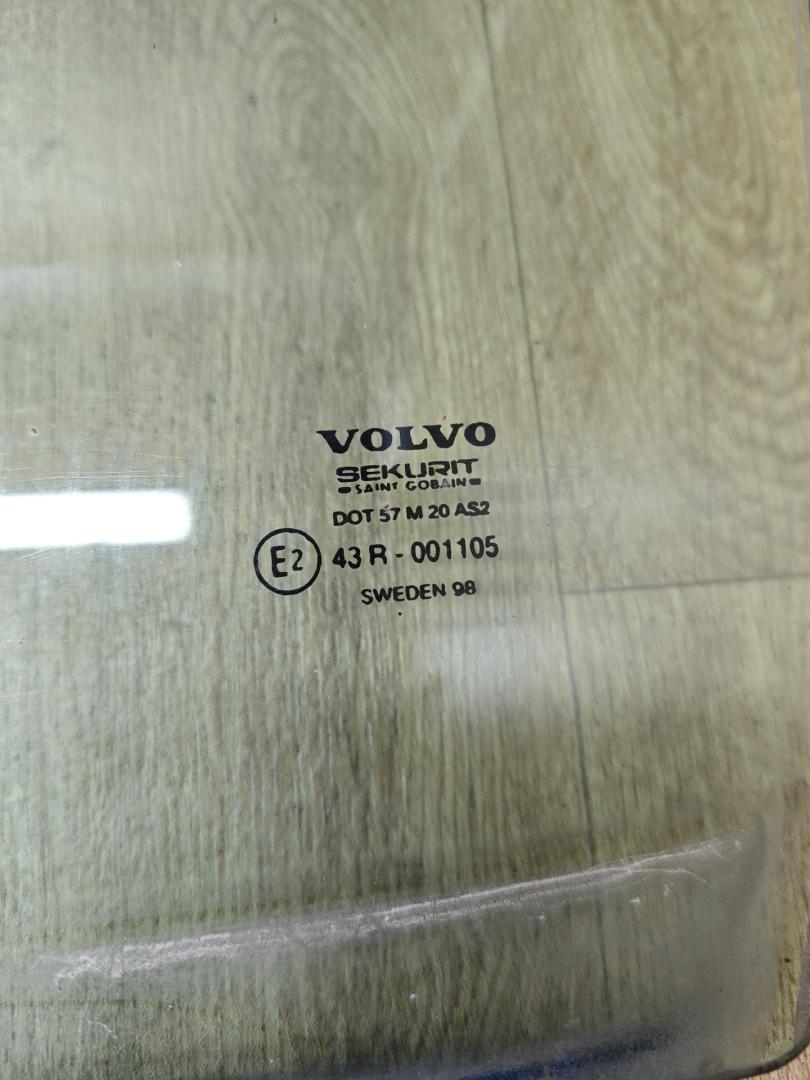 VOLVO
SEKURIT
SAINT GOBAIN
DOT 57 M 20 AS2
E2 43 R - 001105
SWEDEN 98